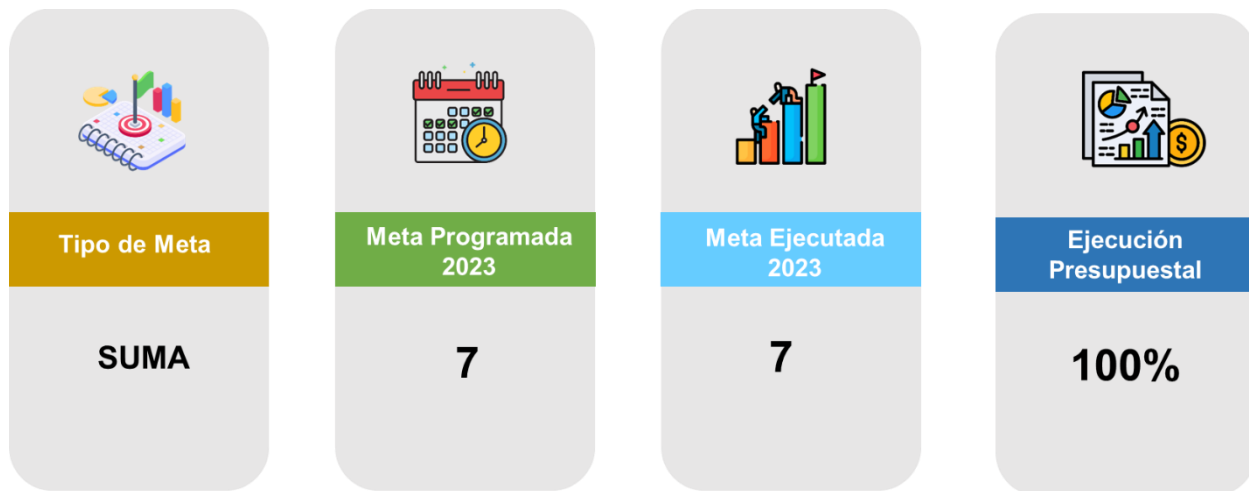 Tipo de Meta
SUMA
Meta Programada
2023
7
Meta Ejecutada
2023
7
Ejecución
Presupuestal
100%
$